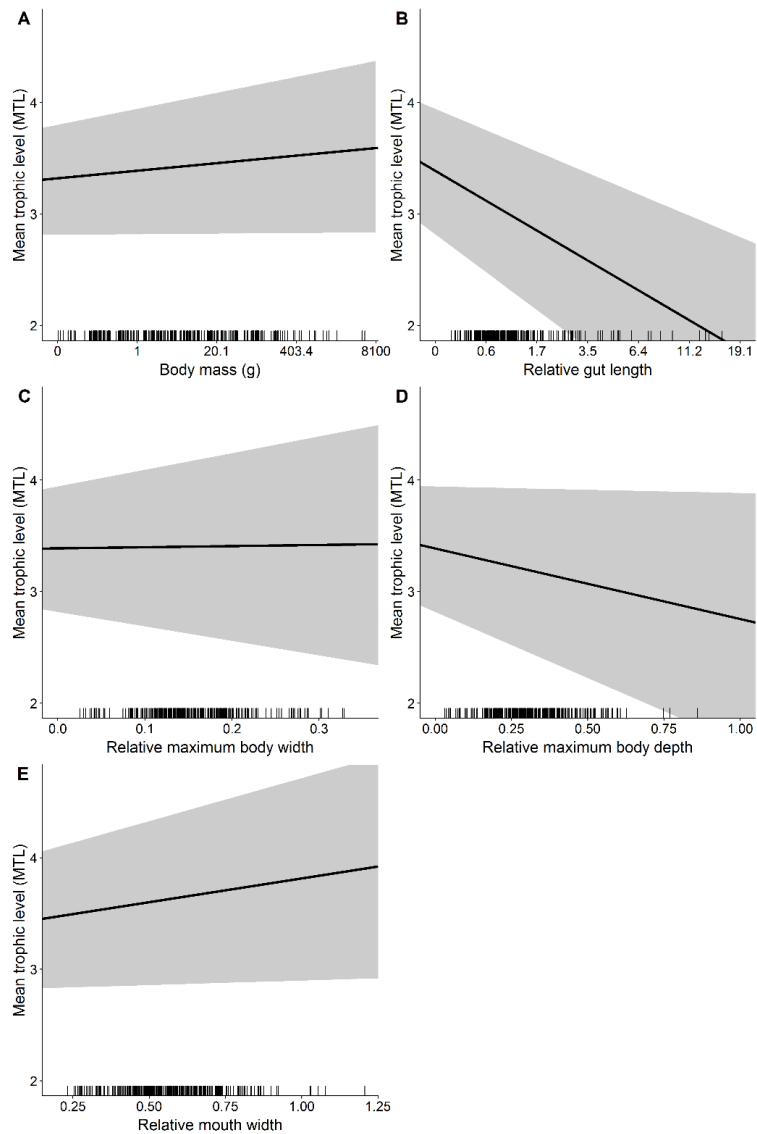 A
Mean trophic level (MTL)
4
3
2
0 1 20.1 403.4 8100
Body mass (g)
B
Mean trophic level (MTL)
4
3
2
0 0.6 1.7 3.5 6.4 11.2 19.1
Relative gut length
C
Mean trophic level (MTL)
4
3
2
0.0 0.1 0.2 0.3
Relative maximum body width
D
Mean trophic level (MTL)
4
3
2
0.00 0.25 0.50 0.75 1.00
Relative maximum body depth
E
Mean trophic level (MTL)
4
3
2
0.25 0.50 0.75 1.00 1.25
Relative mouth width